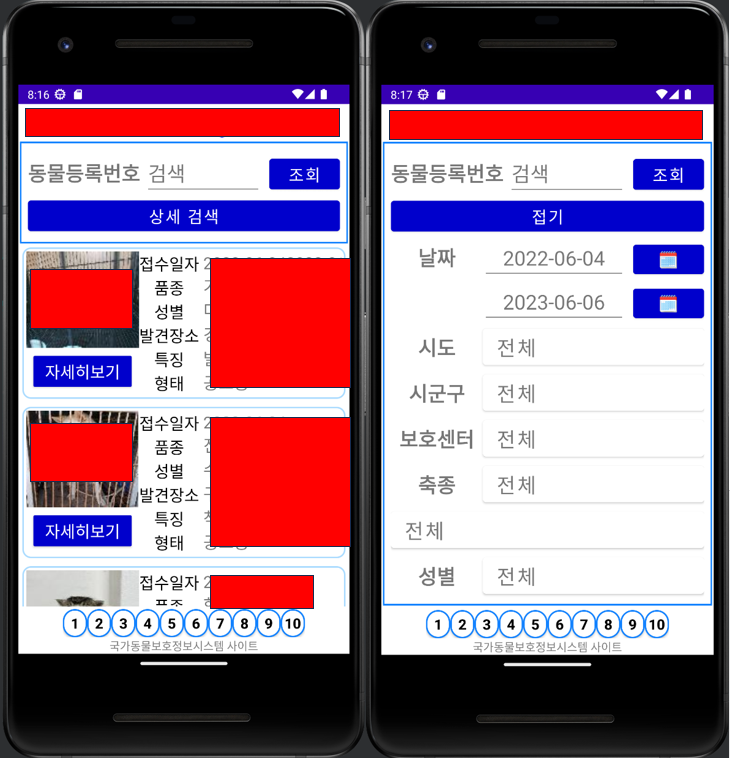 8:16
동물등록번호 검색 조회
상세 검색
접수일자
품종
성별
발견장소
특징
형태
자세히보기
접수일자
품종
성별
발견장소
특징
형태
자세히보기
접수일자 2
품종
1 2 3 4 5 6 7 8 9 10
국가동물보호정보시스템 사이트
8:17
동물등록번호 검색 조회
접기
날짜 2022-06-04
2023-06-06
시도 전체
시군구 전체
보호센터 전체
축종 전체
전체
성별 전체
1 2 3 4 5 6 7 8 9 10
국가동물보호정보시스템 사이트